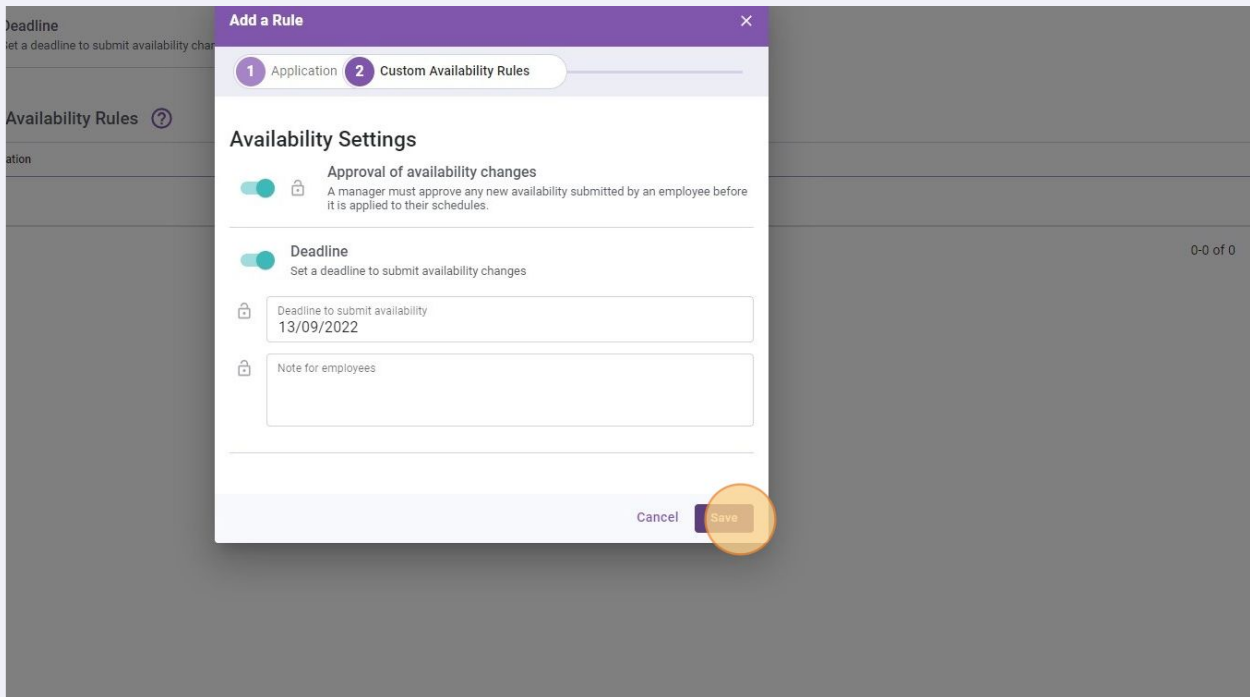 Deadline
Set a deadline to submit availability char
Availability Rules ?
ation
0-0 of 0
Add a Rule
1 Application 2 Custom Availability Rules
Availability Settings
Approval of availability changes
A manager must approve any new availability submitted by an employee before
it is applied to their schedules.
Deadline
Set a deadline to submit availability changes
Deadline to submit availability
13/09/2022
Note for employees
Cancel Save